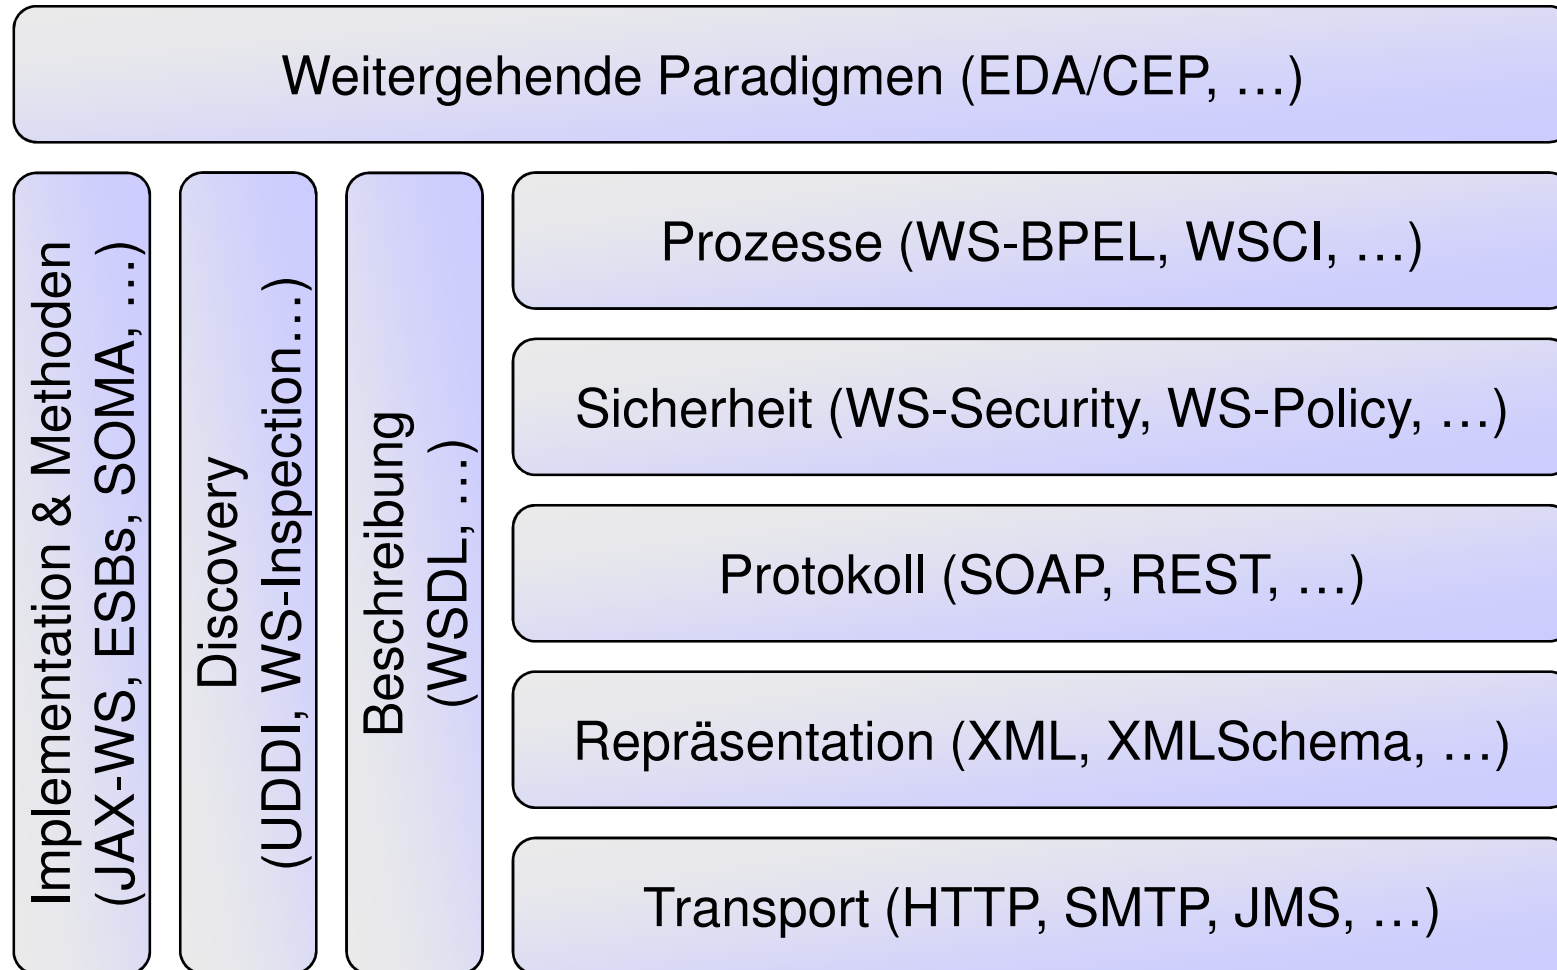 Weitergehende Paradigmen (EDA/CEP, …)
Implementation & Methoden
(JAX-WS, ESBs, SOMA, …)
Discovery
(UDDI, WS-Inspection…)
Beschreibung
(WSDL, …)
Prozesse (WS-BPEL, WSCI, …)
Sicherheit (WS-Security, WS-Policy, …)
Protokoll (SOAP, REST, …)
Repräsentation (XML, XMLSchema, …)
Transport (HTTP, SMTP, JMS, …)